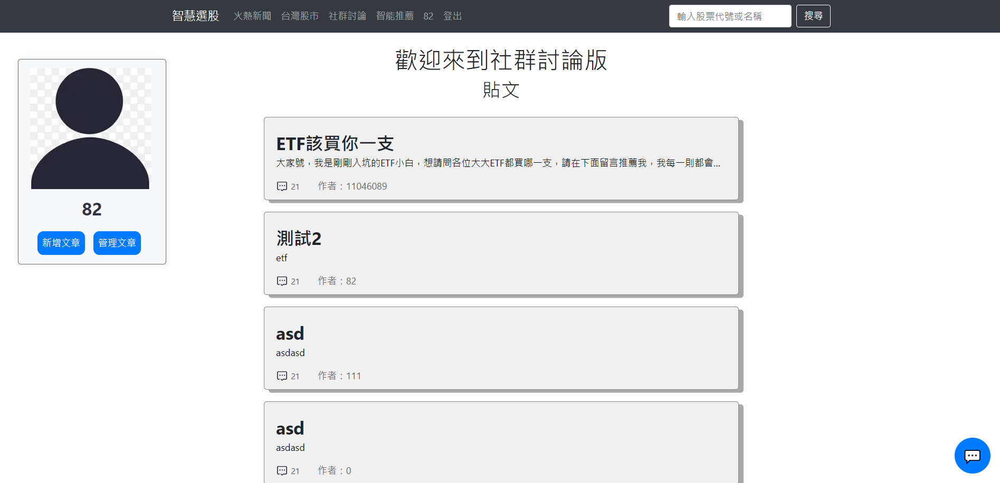 智慧選股 火熱新聞 台灣股市 社群討論 智能推薦 82 登出 輸入股票代號或名稱 搜尋
歡迎來到社群討論版
貼文
82
新增文章 管理文章
ETF該買你一支
大家號，我是剛剛入坑的ETF小白，想請問各位大大ETF都買哪一支，請在下面留言推薦我，我每一則都會...
21 作者：11046089
測試2
etf
21 作者：82
asd
asdasd
21 作者：111
asd
asdasd
21 作者：0